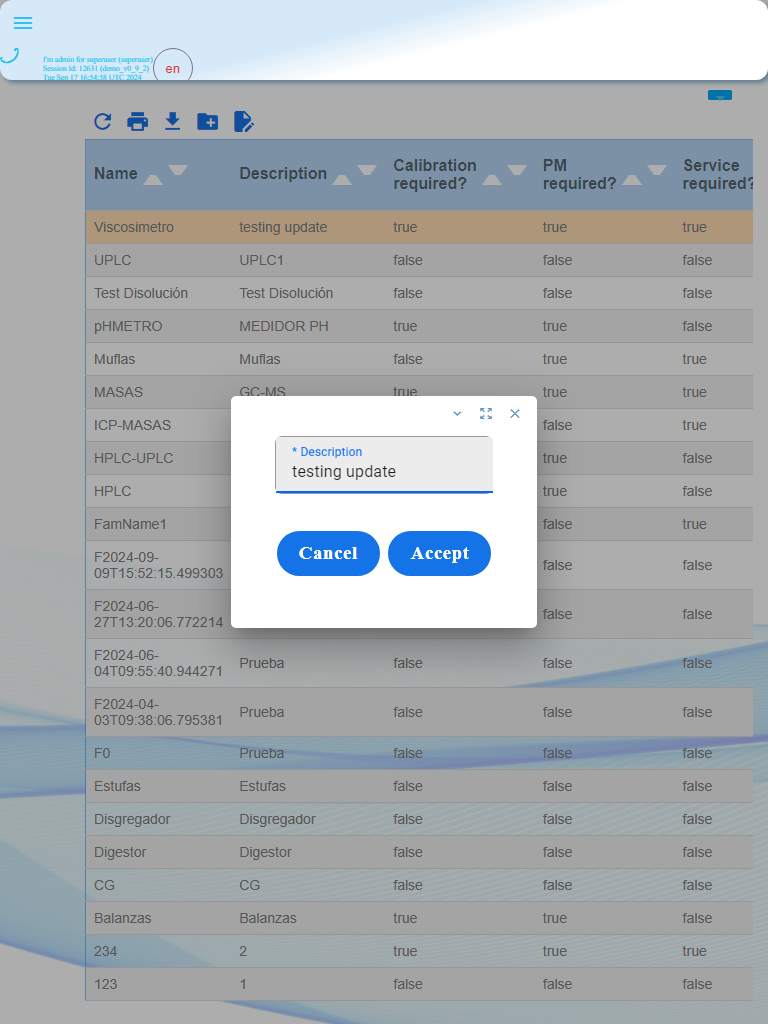 I'm admin for superuser (superuser)
Session Id: 12631 (demo_v0_9_2)
Tue Sep 17 16:54:58 UTC 2024
en
Name Description Calibration required? PM required? Service required?
Viscosimetro testing update true true true
UPLC UPLC1 false false false
Test Disolución Test Disolución false false false
pHMETRO MEDIDOR PH true true false
Muflas Muflas false true true
MASAS GC-MS true true true
ICP-MASAS false true
HPLC-UPLC true false
HPLC true false
FamName1 false true
F2024-09-
09T15:52:15.499303 false false
F2024-06-
27T13:20:06.772214 false false
F2024-06-
04T09:55:40.944271 Prueba false false false
F2024-04-
03T09:38:06.795381 Prueba false false false
F0 Prueba false false false
Estufas Estufas false false false
Disgregador Disgregador false false false
Digestor Digestor false false false
CG CG false false false
Balanzas Balanzas true true false
234 2 true true true
123 1 false false false
* Description
testing update
Cancel Accept